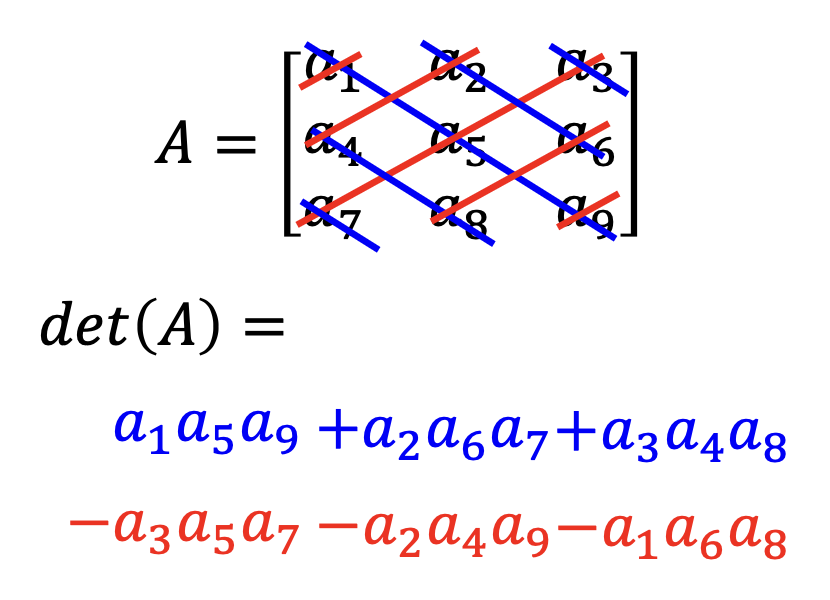 A = [a₁ a₂ a₃
a₄ a₅ a₆
a₇ a₈ a₉]
det(A) =
a₁a₅a₉ +a₂a₆a₇+a₃a₄a₈
−a₃a₅a₇ −a₂a₄a₉−a₁a₆a₈